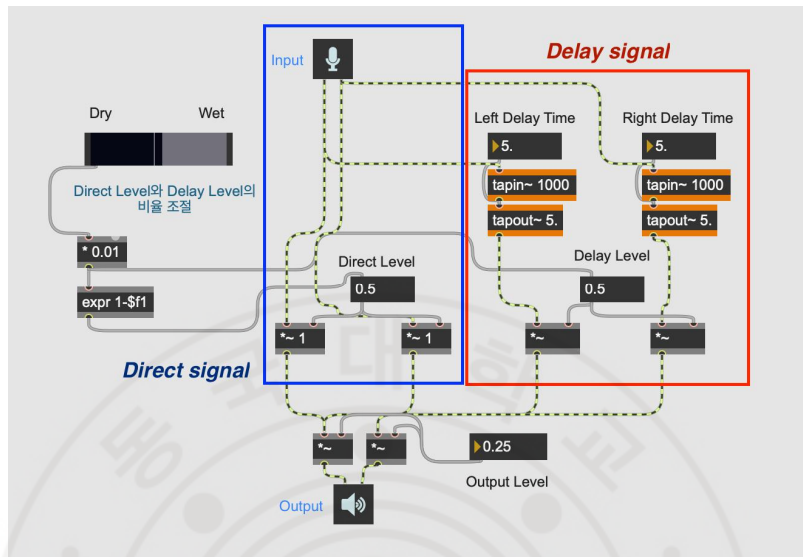 Input
Delay signal
Dry
Wet
Left Delay Time
Right Delay Time
5.
5.
tapin~ 1000
tapin~ 1000
tapout~ 5.
tapout~ 5.
Direct Level와 Delay Level의
비율 조절
* 0.01
expr 1-$f1
Direct Level
0.5
Delay Level
0.5
*~ 1
*~ 1
*~
*~
Direct signal
*~
*~
0.25
Output Level
Output